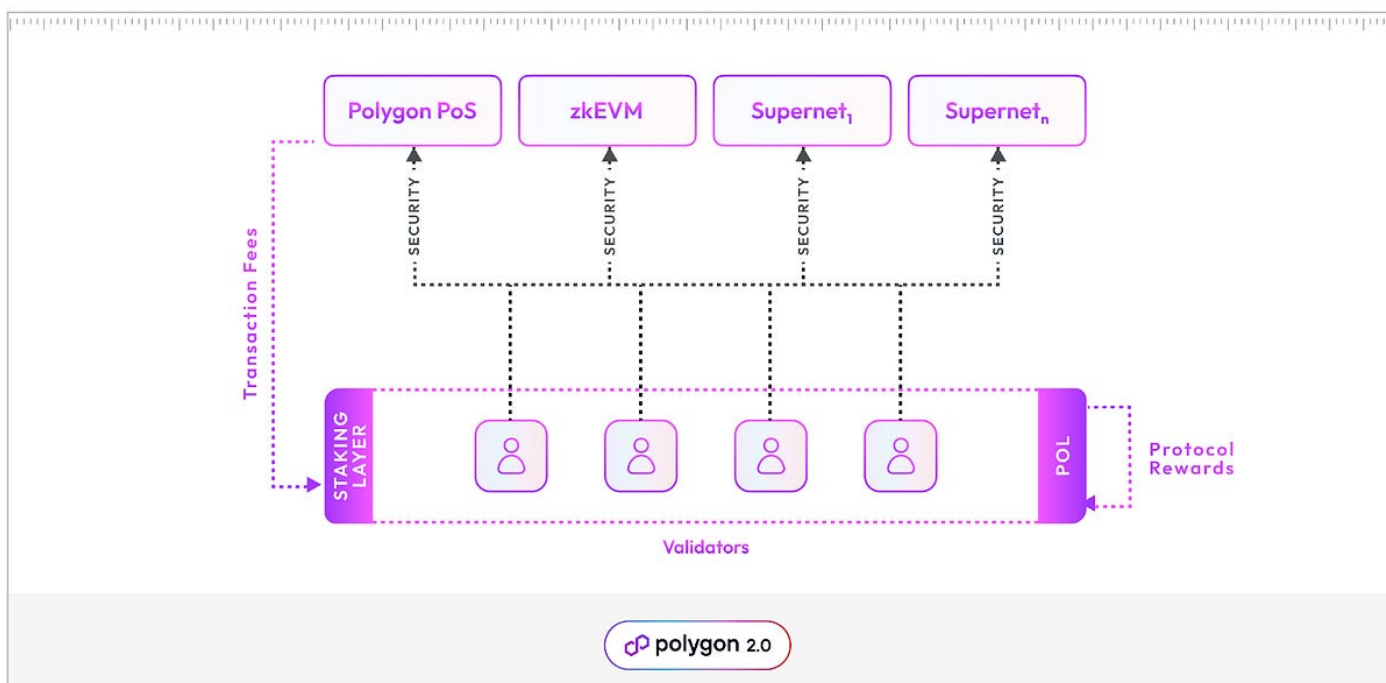 Polygon PoS
zkEVM
Supernet₁
Supernetₙ
SECURITY
SECURITY
SECURITY
SECURITY
Transaction Fees
STAKING
LAYER
POL
Protocol
Rewards
Validators
polygon 2.0